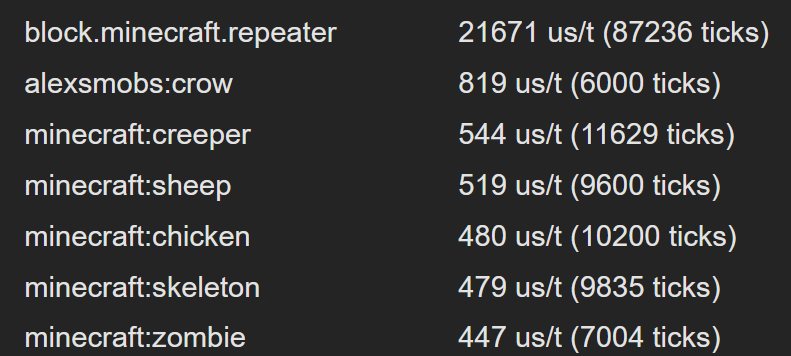 block.minecraft.repeater 21671 us/t (87236 ticks)
alexsmobs:crow 819 us/t (6000 ticks)
minecraft:creeper 544 us/t (11629 ticks)
minecraft:sheep 519 us/t (9600 ticks)
minecraft:chicken 480 us/t (10200 ticks)
minecraft:skeleton 479 us/t (9835 ticks)
minecraft:zombie 447 us/t (7004 ticks)